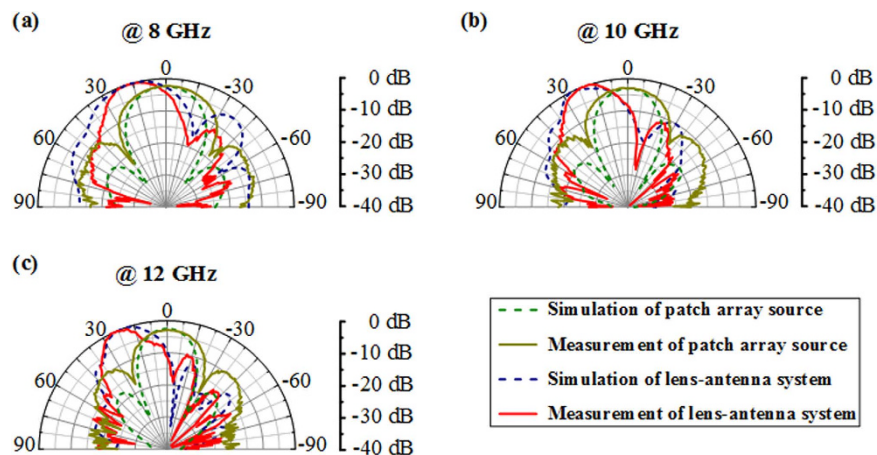 (a)
@ 8 GHz
0
30
-30
60
-60
90
-90
0 dB
-10 dB
-20 dB
-30 dB
-40 dB
(b)
@ 10 GHz
0
30
-30
60
-60
90
-90
0 dB
-10 dB
-20 dB
-30 dB
-40 dB
(c)
@ 12 GHz
0
30
-30
60
-60
90
-90
0 dB
-10 dB
-20 dB
-30 dB
-40 dB
Simulation of patch array source
Measurement of patch array source
Simulation of lens-antenna system
Measurement of lens-antenna system